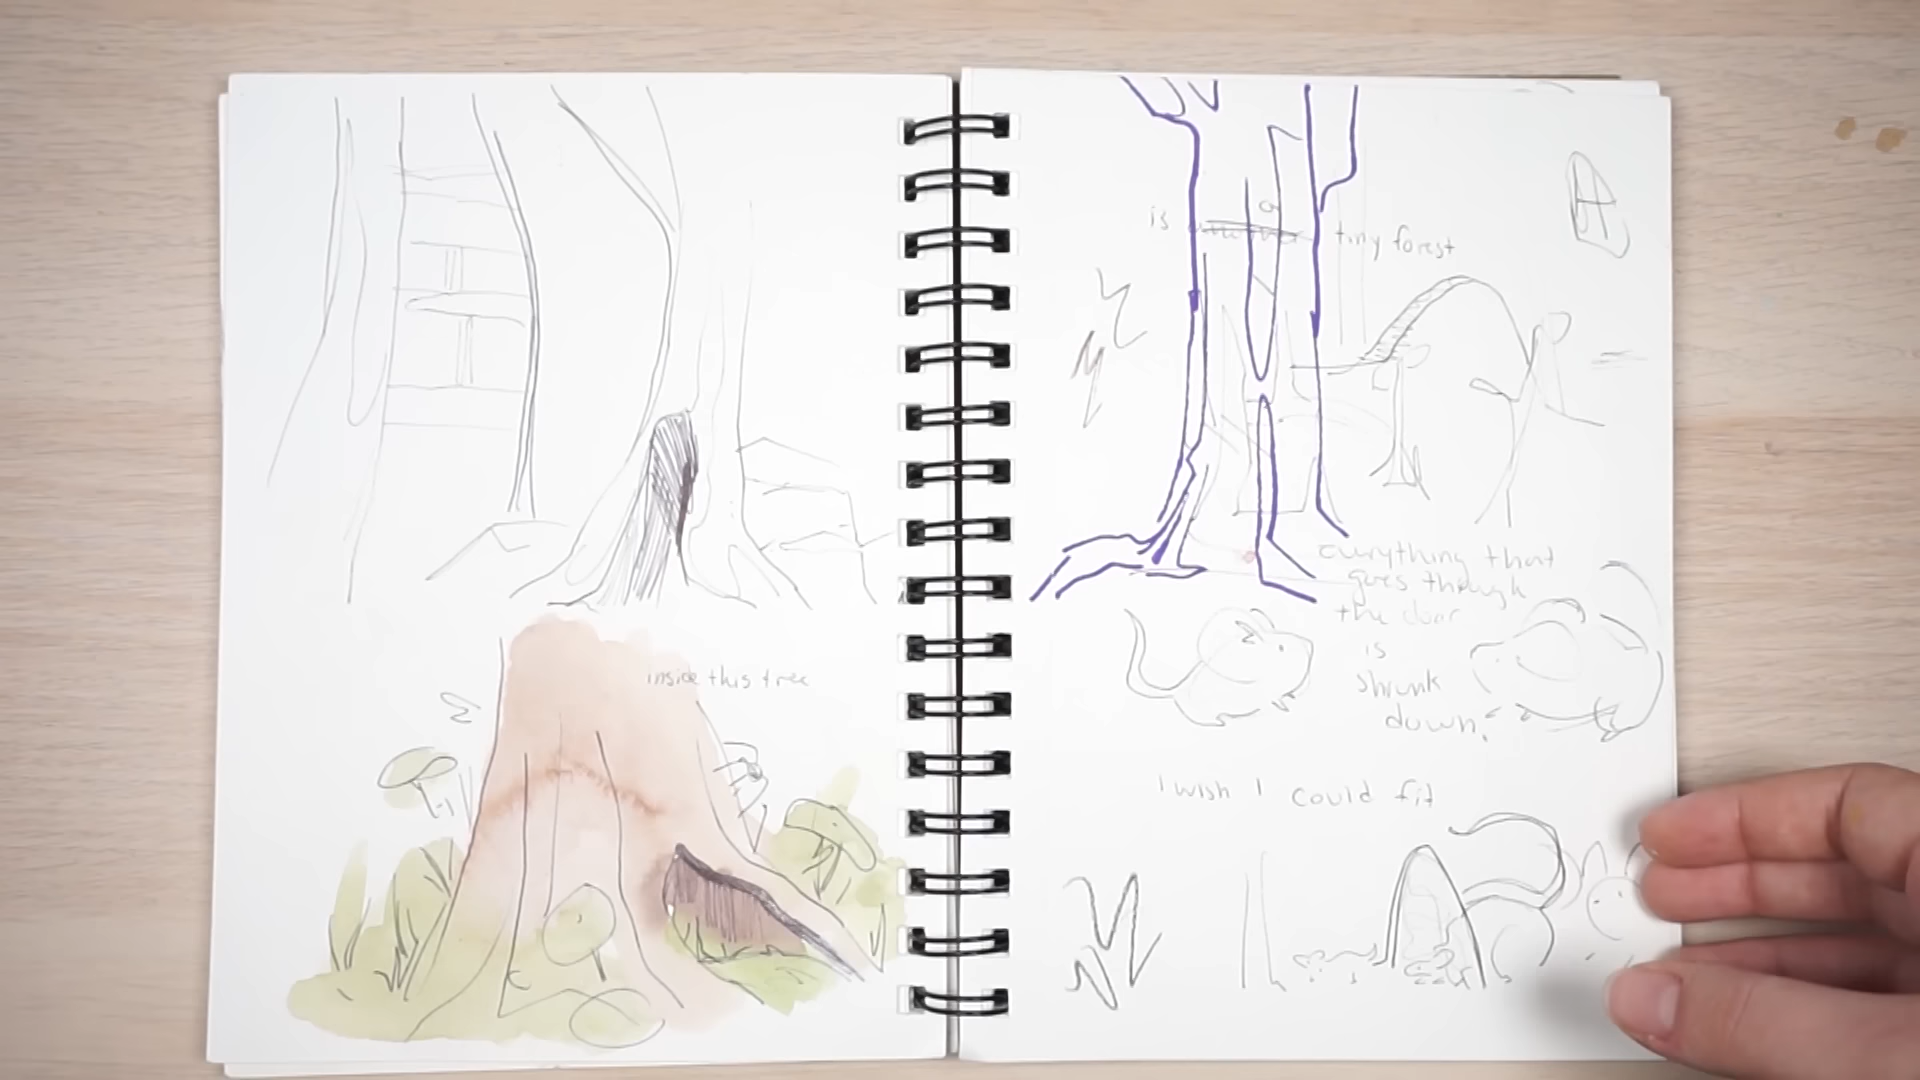 inside this tree
is a tiny forest
everything that
goes through
the door
is
shrunk
down.
I wish I could fit